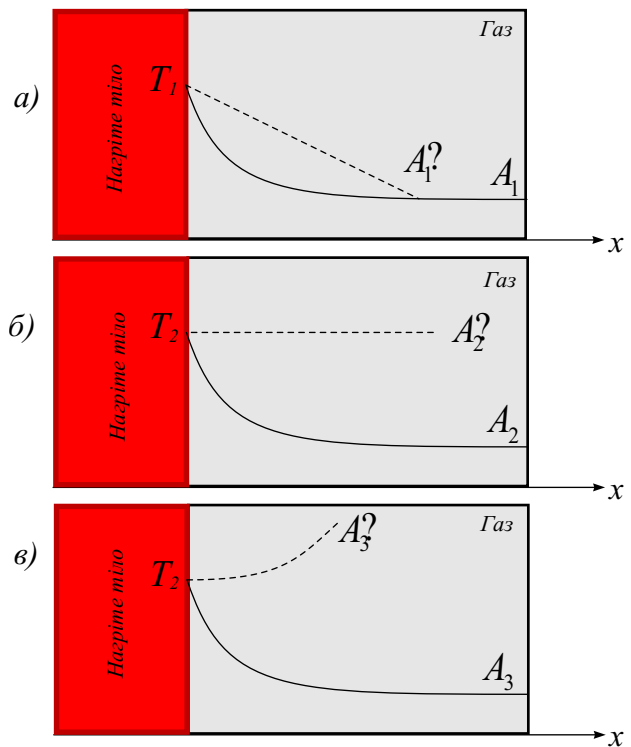 а)
Нагріте тіло
T1
Газ
A1?
A1
x
б)
Нагріте тіло
T2
Газ
A2?
A2
x
в)
Нагріте тіло
T2
Газ
A3?
A3
x